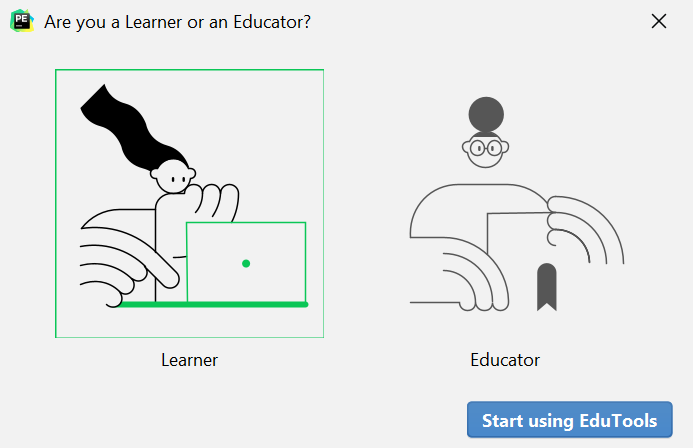 PE
Are you a Learner or an Educator?
Learner
Educator
Start using EduTools